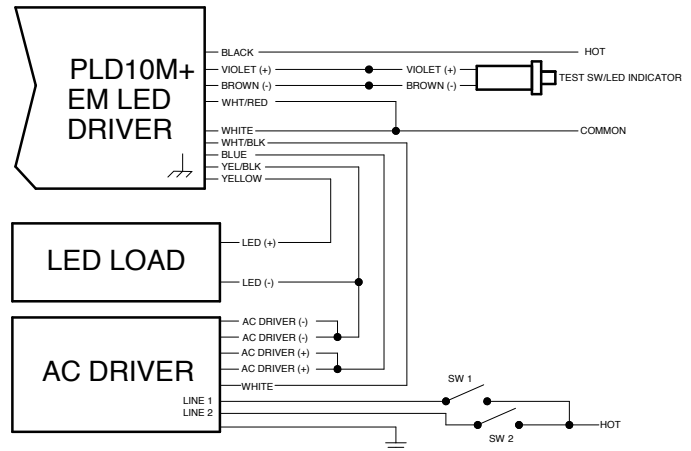 PLD10M+
EM LED
DRIVER
BLACK
HOT
VIOLET (+)
VIOLET (+)
BROWN (-)
BROWN (-)
TEST SW/LED INDICATOR
WHT/RED
WHITE
COMMON
WHT/BLK
BLUE
YEL/BLK
YELLOW
LED LOAD
LED (+)
LED (-)
AC DRIVER
AC DRIVER (-)
AC DRIVER (-)
AC DRIVER (+)
AC DRIVER (+)
WHITE
LINE 1
LINE 2
SW 1
SW 2
HOT